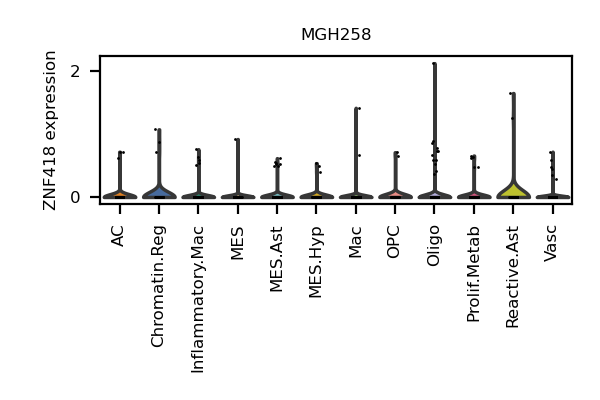 MGH258
ZNF418 expression
2
0
AC
Chromatin.Reg
Inflammatory.Mac
MES
MES.Ast
MES.Hyp
Mac
OPC
Oligo
Prolif.Metab
Reactive.Ast
Vasc